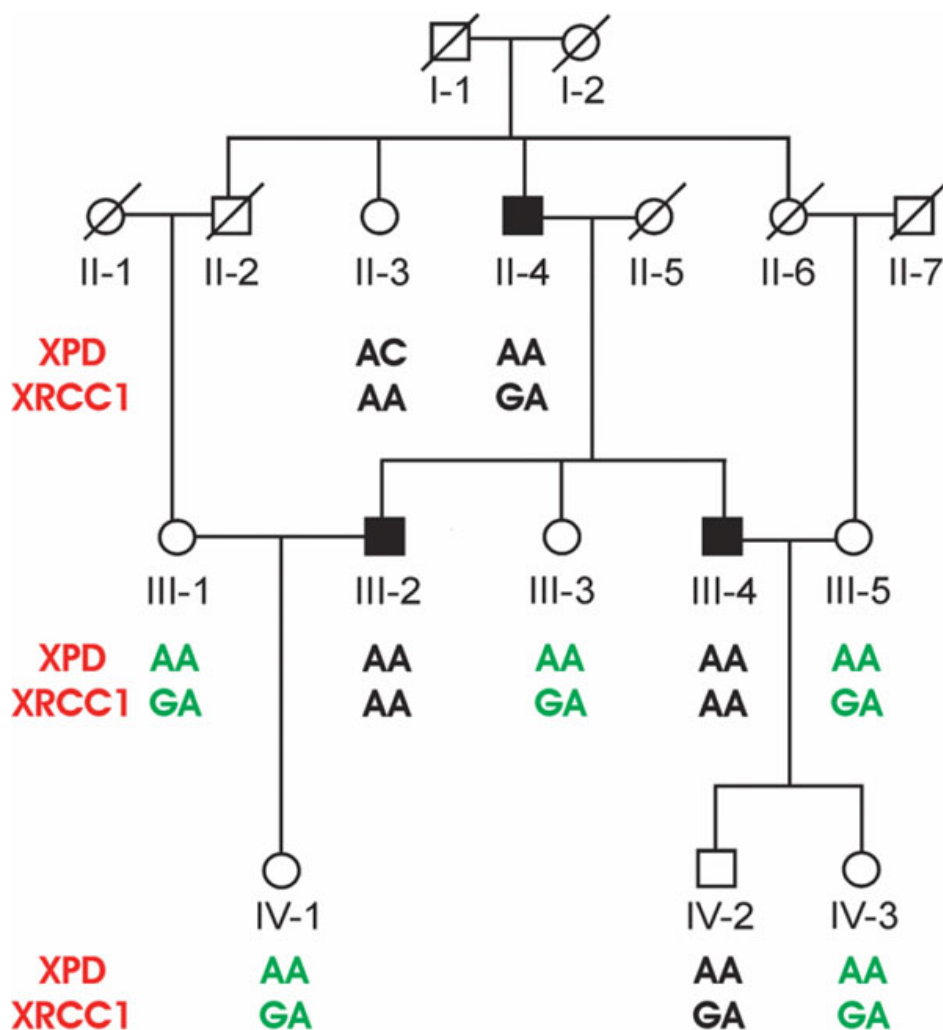 I-1 I-2
II-1 II-2 II-3 II-4 II-5 II-6 II-7
XPD AC AA
XRCC1 AA GA
III-1 III-2 III-3 III-4 III-5
XPD AA AA AA AA AA
XRCC1 GA AA GA AA GA
IV-1 IV-2 IV-3
XPD AA AA AA
XRCC1 GA GA GA